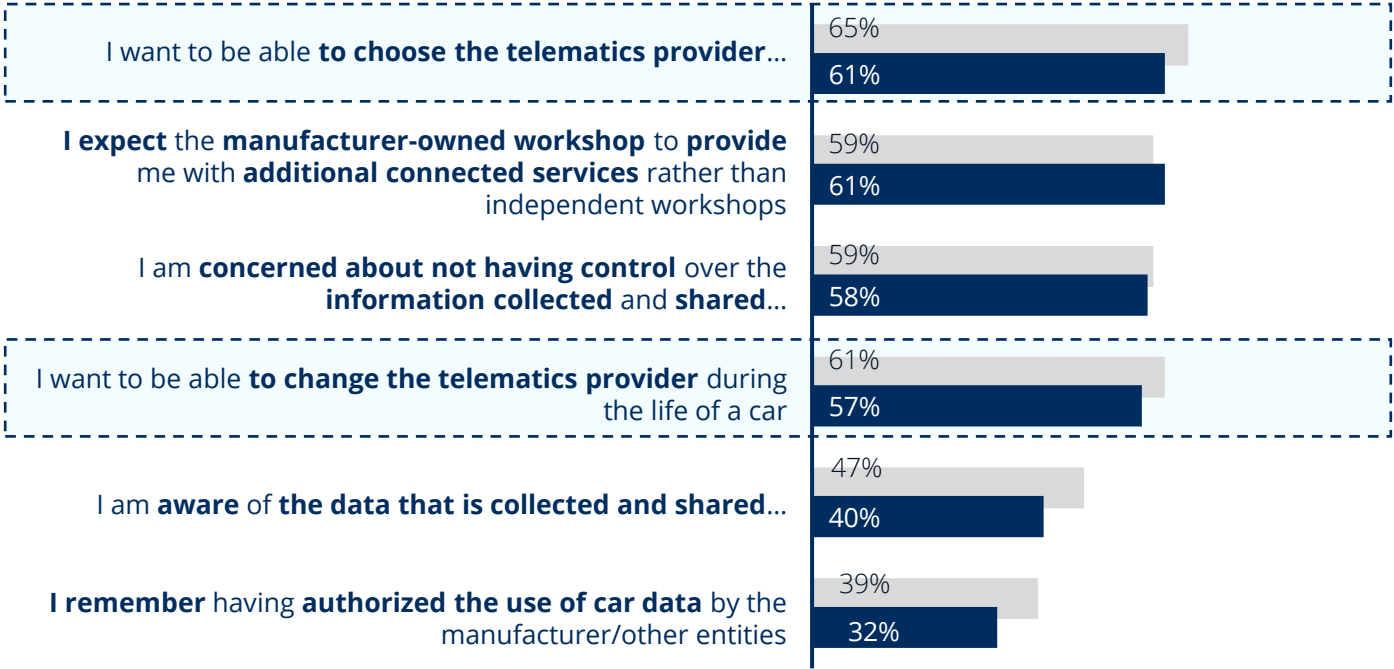 I want to be able to choose the telematics provider...
65%
61%
I expect the manufacturer-owned workshop to provide
me with additional connected services rather than
independent workshops
59%
61%
I am concerned about not having control over the
information collected and shared...
59%
58%
I want to be able to change the telematics provider during
the life of a car
61%
57%
I am aware of the data that is collected and shared...
47%
40%
I remember having authorized the use of car data by the
manufacturer/other entities
39%
32%